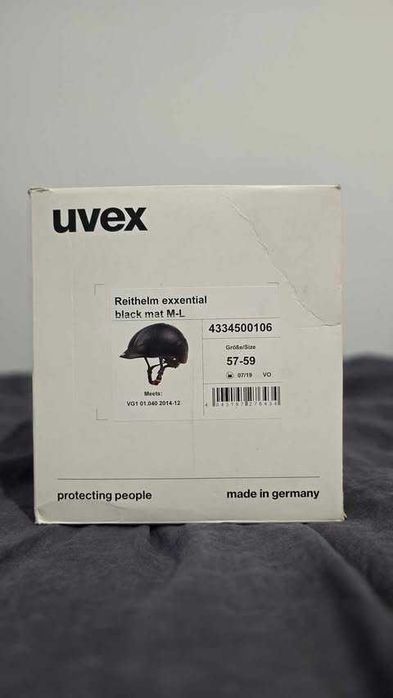 uvex
Reithelm exxential
black mat M-L
4334500106
Größe/Size
57-59
07/19 VO
Meets:
VG1 01.040 2014-12
protecting people
made in germany